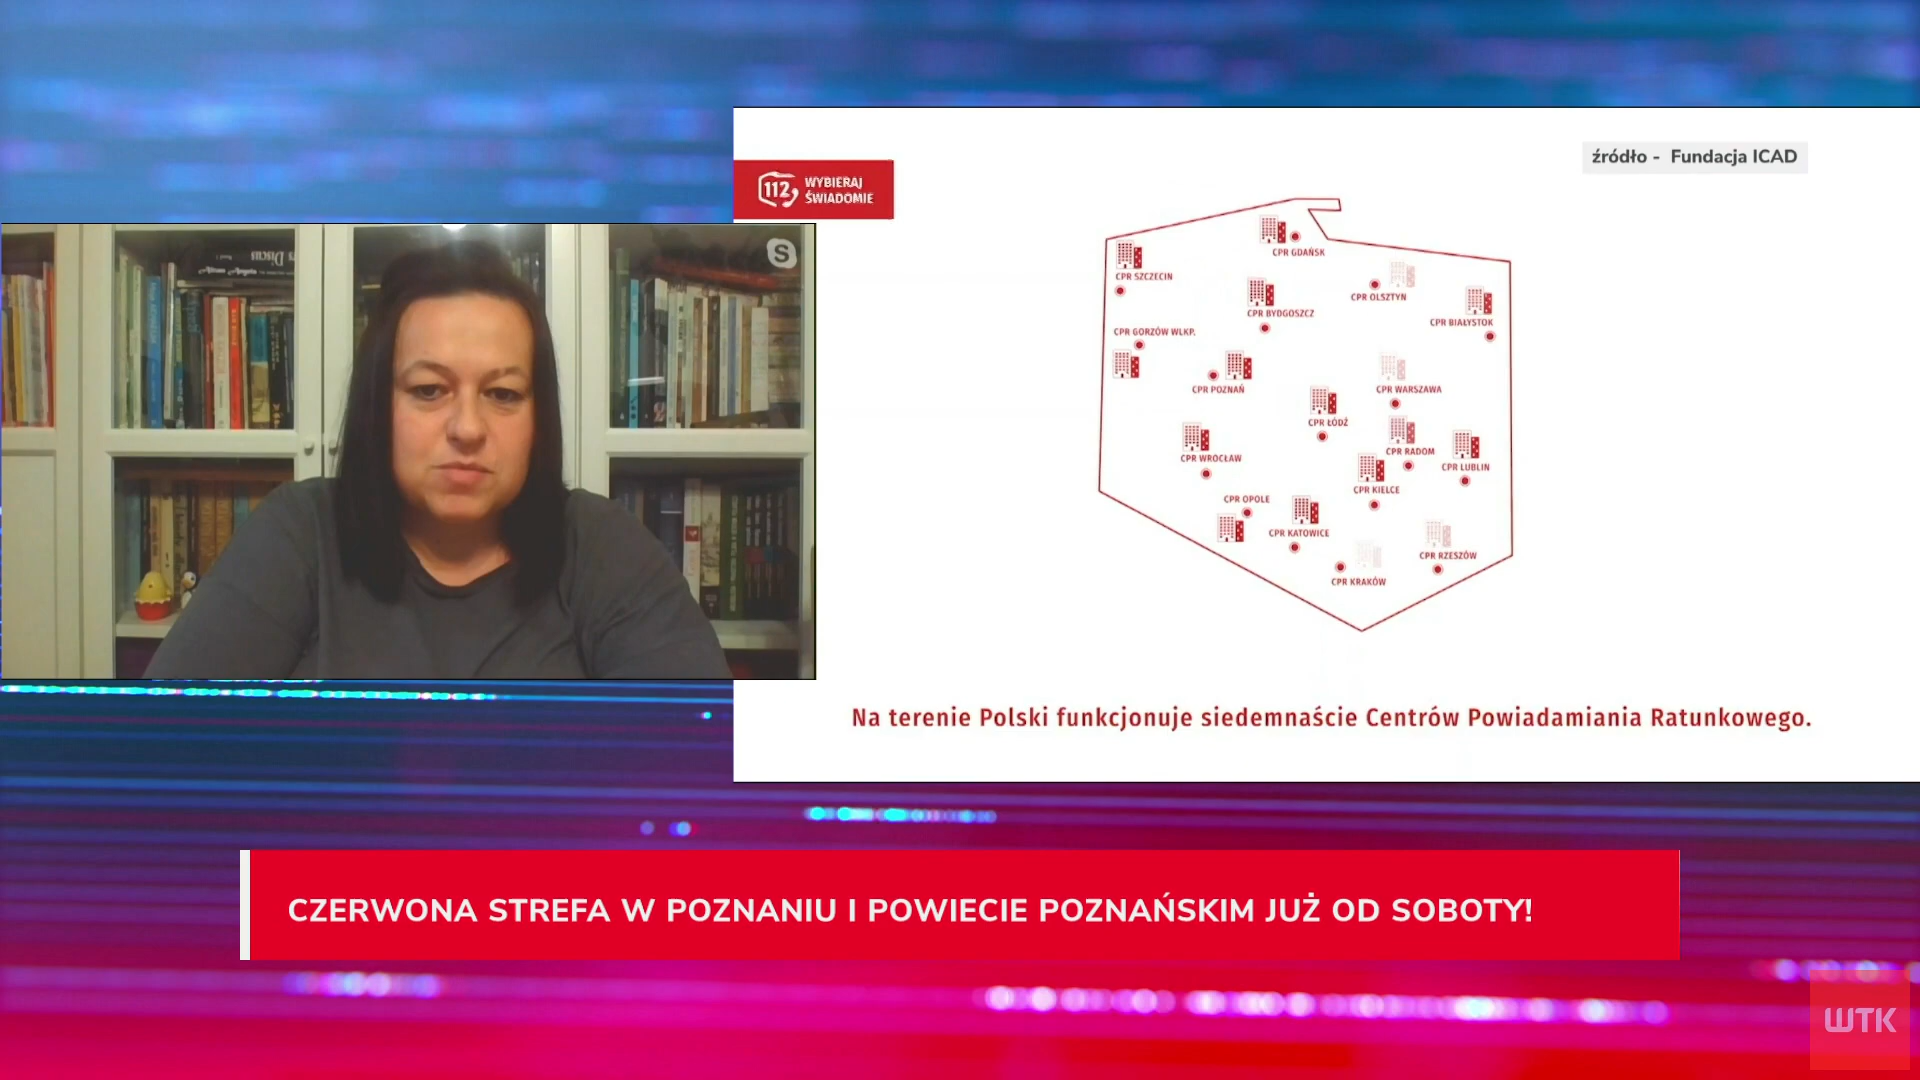 źródło - Fundacja ICAD
112
WYBIERAJ
ŚWIADOMIE
S
CPR GDAŃSK
CPR SZCZECIN
CPR OLSZTYN
CPR BYDGOSZCZ
CPR BIAŁYSTOK
CPR GORZÓW WLKP.
CPR POZNAŃ
CPR WARSZAWA
CPR ŁÓDŹ
CPR RADOM
CPR WROCŁAW
CPR LUBLIN
CPR KIELCE
CPR OPOLE
CPR KATOWICE
CPR RZESZÓW
CPR KRAKÓW
Na terenie Polski funkcjonuje siedemnaście Centrów Powiadamiania Ratunkowego.
CZERWONA STREFA W POZNANIU I POWIECIE POZNAŃSKIM JUŻ OD SOBOTY!
WTK